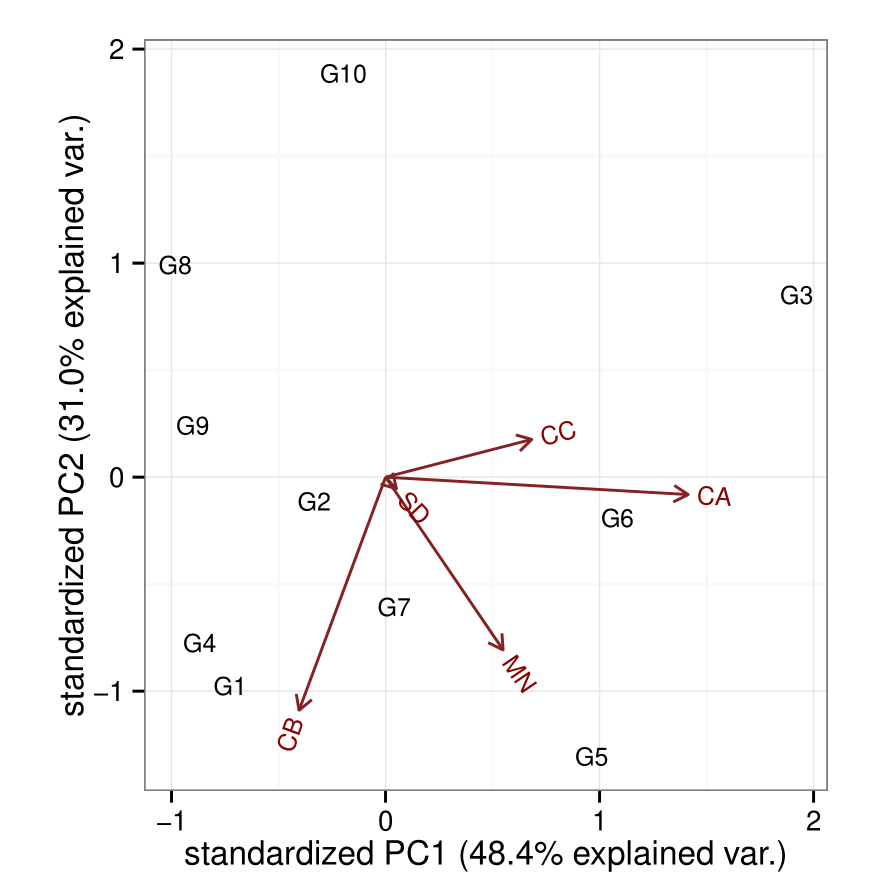 2
G10
1
G8
G3
CC
G9
0
CA
SD
G2
G6
G7
G4
MN
−1
G1
CB
G5
−1 0 1 2
standardized PC1 (48.4% explained var.)
standardized PC2 (31.0% explained var.)